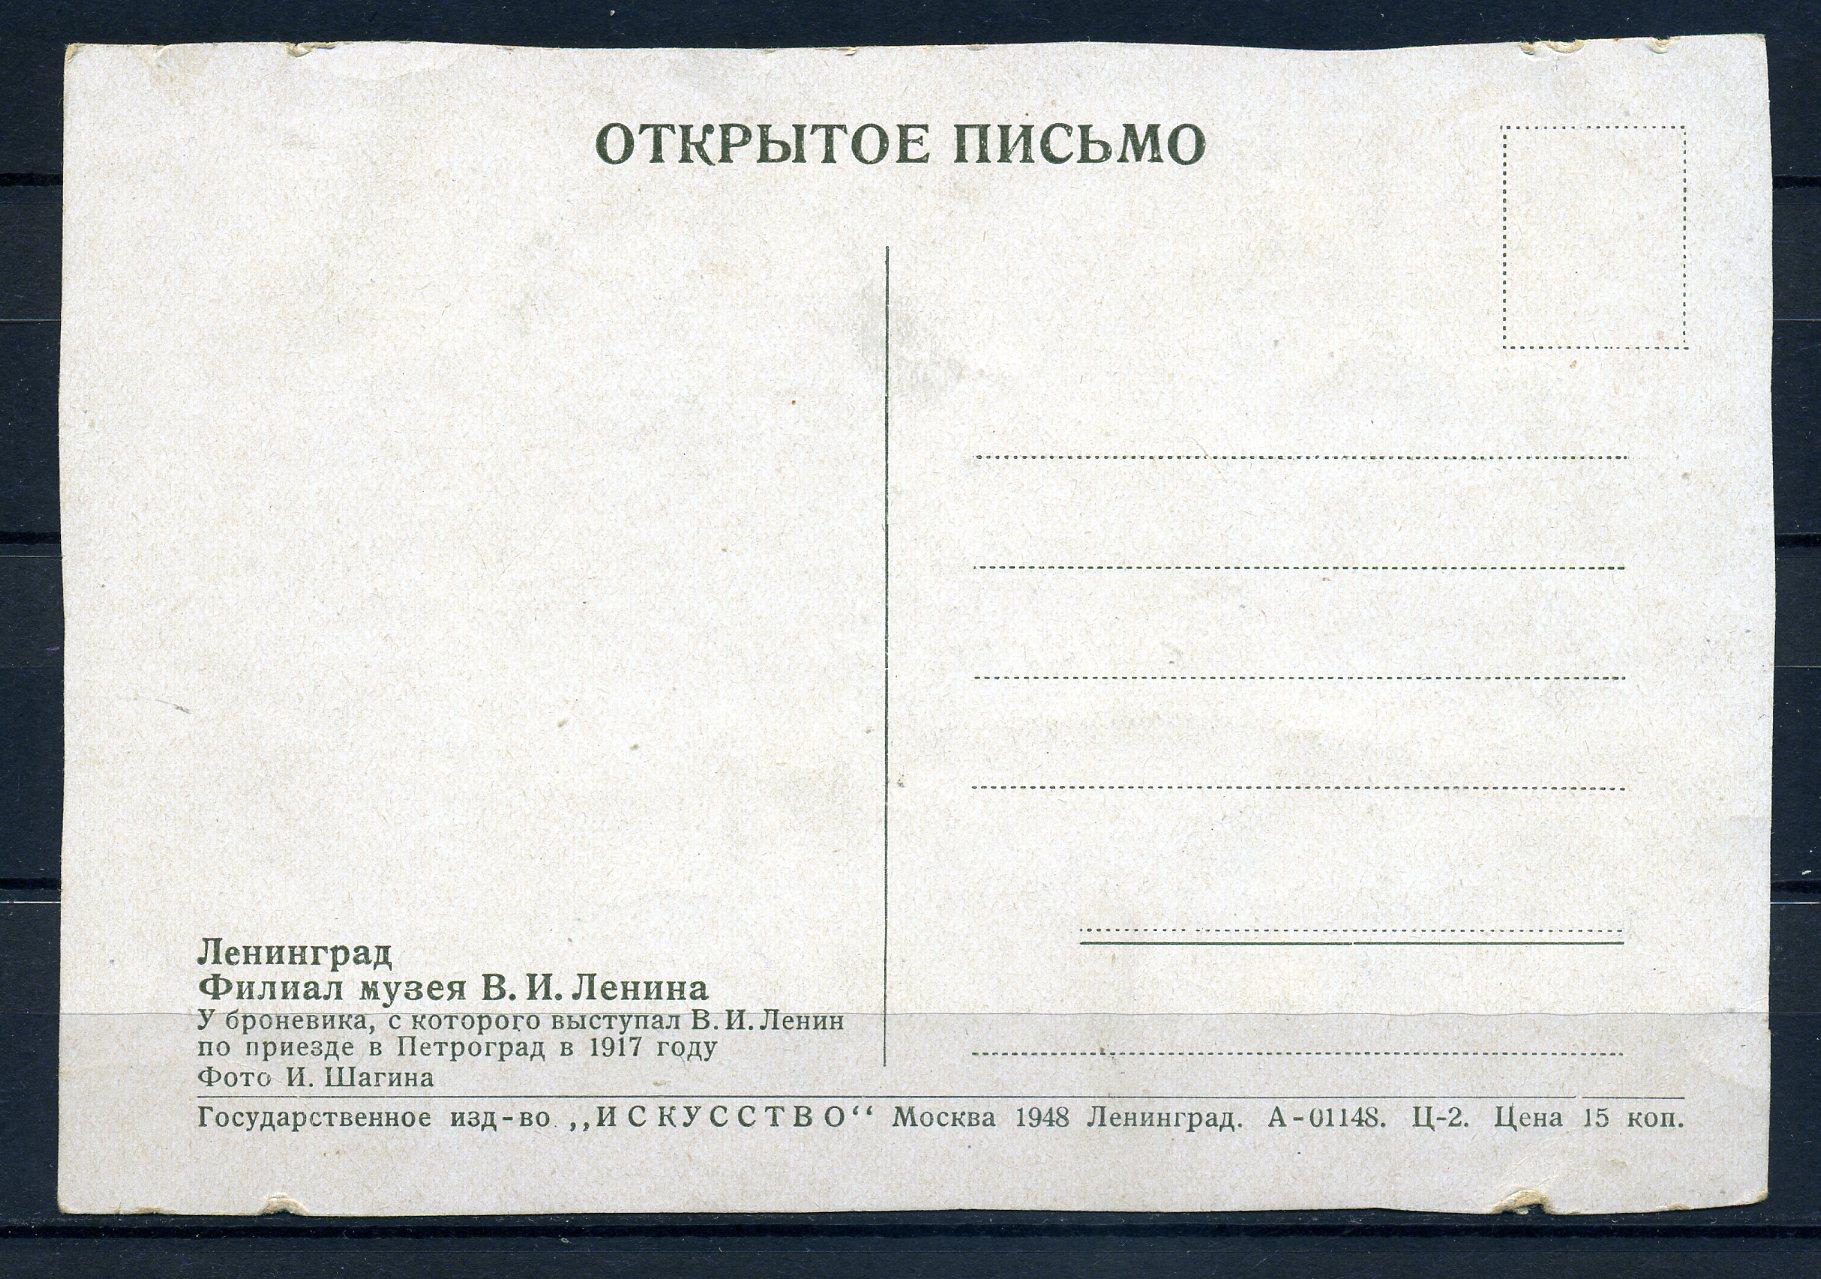 ОТКРЫТОЕ ПИСЬМО
Ленинград
Филиал музея В. И. Ленина
У броневика, с которого выступал В. И. Ленин
по приезде в Петроград в 1917 году
Фото И. Шагина
Государственное изд-во „ИСКУССТВО“ Москва 1948 Ленинград. А-01148. Ц-2. Цена 15 коп.